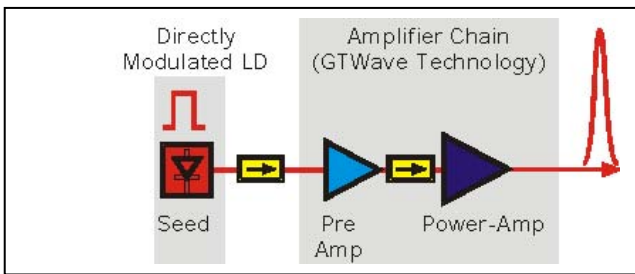 Directly
Modulated LD
Amplifier Chain
(GTWave Technology)
Seed
Pre
Amp
Power-Amp